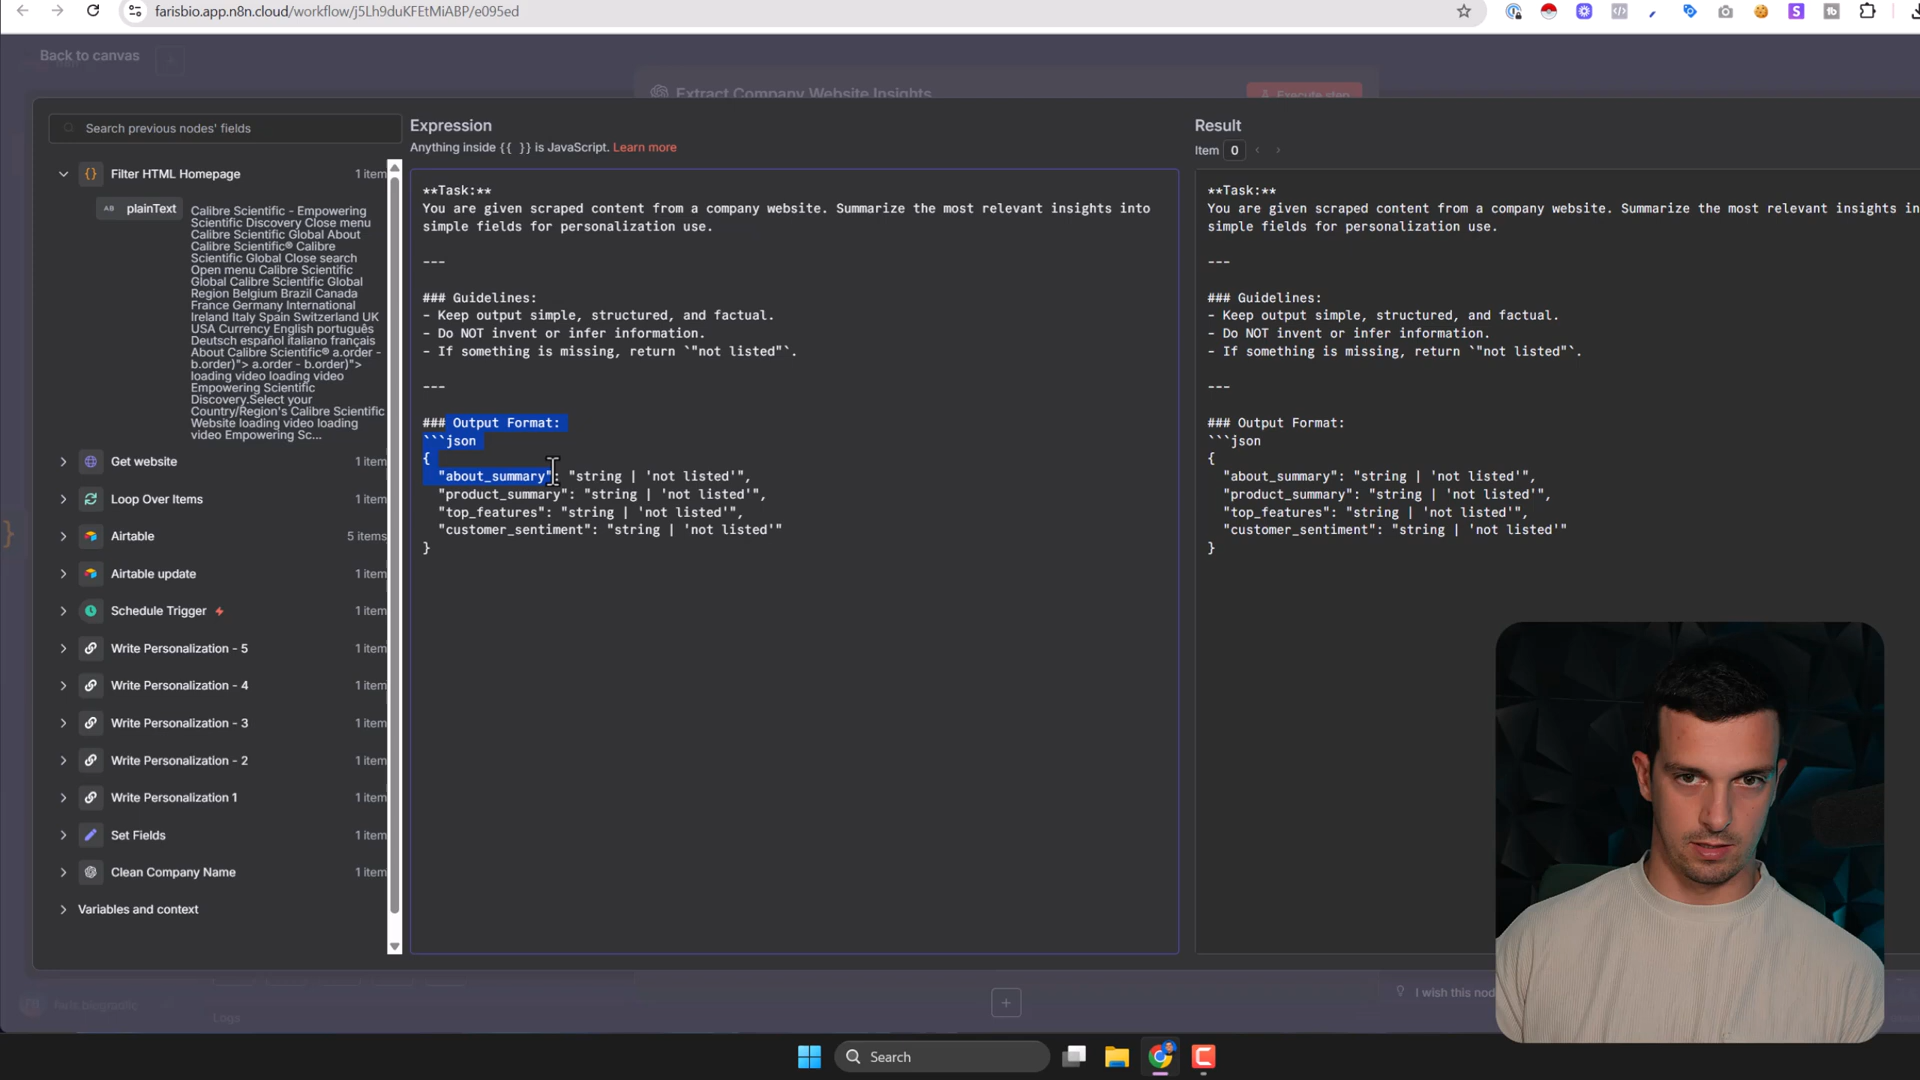 farisbio.app.n8n.cloud/workflow/j5Lh9duKFEtMiABP/e095ed
Back to canvas
Extract Company Website Insights
Execute step
Search previous nodes' fields
Filter HTML Homepage
1 item
AB plainText
Calibre Scientific - Empowering
Scientific Discovery Close menu
Calibre Scientific Global About
Calibre Scientific® Calibre
Scientific Global Close search
Open menu Calibre Scientific
Global Calibre Scientific Global
Region Belgium Brazil Canada
France Germany International
Ireland Italy Spain Switzerland UK
USA Currency English português
Deutsch español italiano français
About Calibre Scientific® a.order -
b.order)"> a.order - b.order)">
loading video loading video
Empowering Scientific
Discovery.Select your
Country/Region's Calibre Scientific
Website loading video loading
video Empowering Sc...
Get website
1 item
Loop Over Items
1 item
Airtable
5 items
Airtable update
1 item
Schedule Trigger
1 item
Write Personalization - 5
1 item
Write Personalization - 4
1 item
Write Personalization - 3
1 item
Write Personalization - 2
1 item
Write Personalization 1
1 item
Set Fields
1 item
Clean Company Name
1 item
Variables and context
Expression
Anything inside {{ }} is JavaScript. Learn more
**Task:**
You are given scraped content from a company website. Summarize the most relevant insights into
simple fields for personalization use.
---
### Guidelines:
- Keep output simple, structured, and factual.
- Do NOT invent or infer information.
- If something is missing, return `"not listed"`.
---
### Output Format:
```json
{
"about_summary": "string | 'not listed'",
"product_summary": "string | 'not listed'",
"top_features": "string | 'not listed'",
"customer_sentiment": "string | 'not listed'"
}
Result
Item 0
**Task:**
You are given scraped content from a company website. Summarize the most relevant insights in
simple fields for personalization use.
---
### Guidelines:
- Keep output simple, structured, and factual.
- Do NOT invent or infer information.
- If something is missing, return `"not listed"`.
---
### Output Format:
```json
{
"about_summary": "string | 'not listed'",
"product_summary": "string | 'not listed'",
"top_features": "string | 'not listed'",
"customer_sentiment": "string | 'not listed'"
}
I wish this nod
Logs
Search